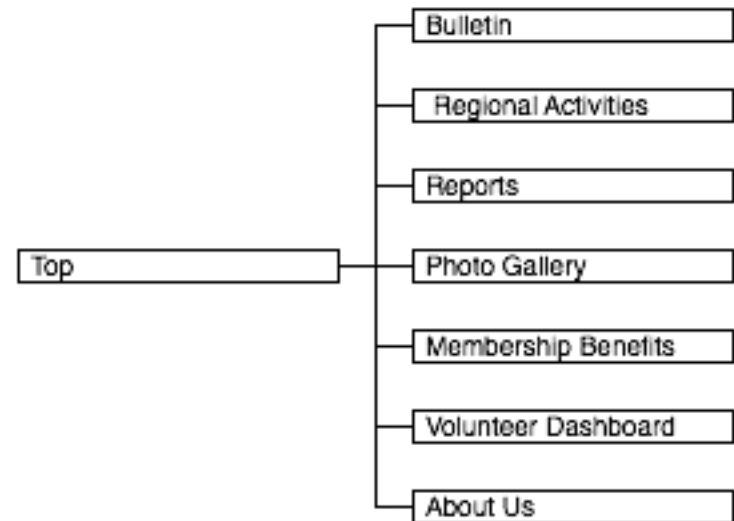 Bulletin
Regional Activities
Reports
Top
Photo Gallery
Membership Benefits
Volunteer Dashboard
About Us